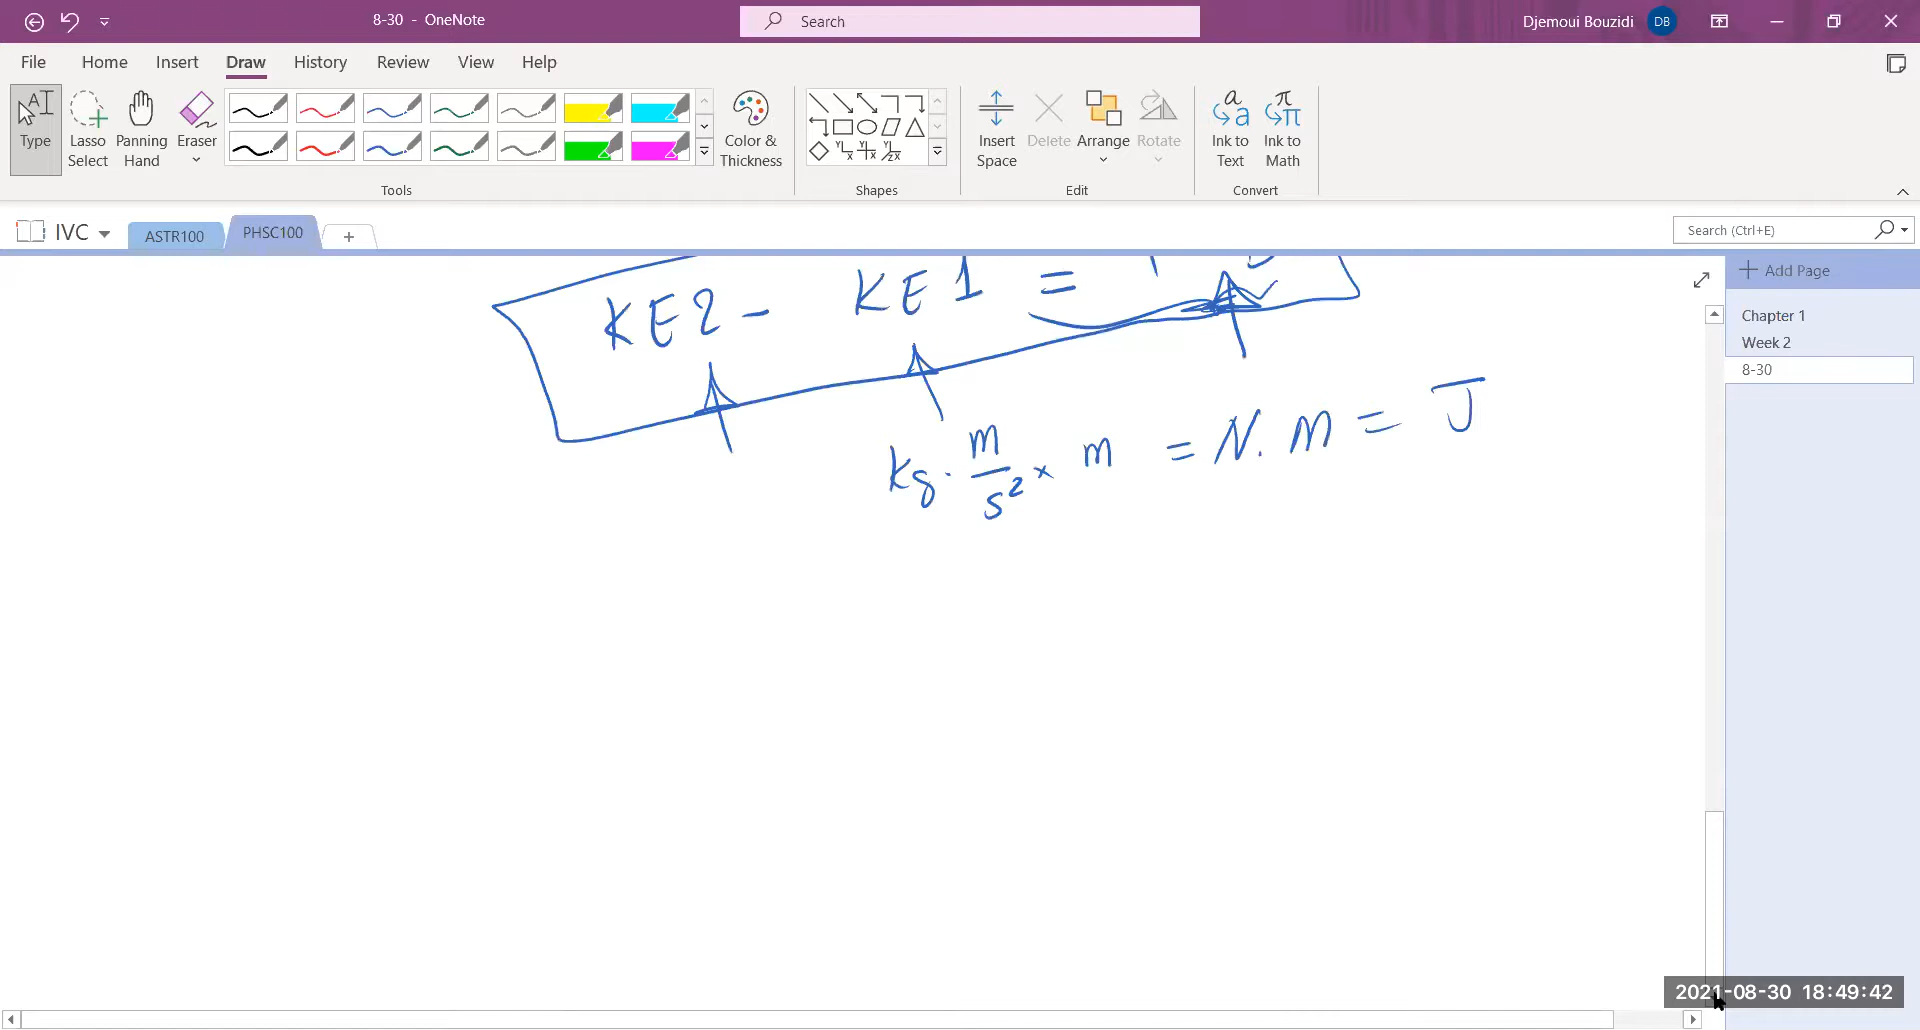 8-30 - OneNote
Search
Djemoui Bouzidi
DB
File Home Insert Draw History Review View Help
Type
Lasso Select
Panning Hand
Eraser
Color & Thickness
Insert Space
Delete
Arrange
Rotate
Ink to Text
Ink to Math
Tools
Shapes
Edit
Convert
IVC
ASTR100
PHSC100
Search (Ctrl+E)
Add Page
Chapter 1
Week 2
8-30
KE2 - KE1 =
kg · m/s² × m = N. m = J
2021-08-30 18:49:42